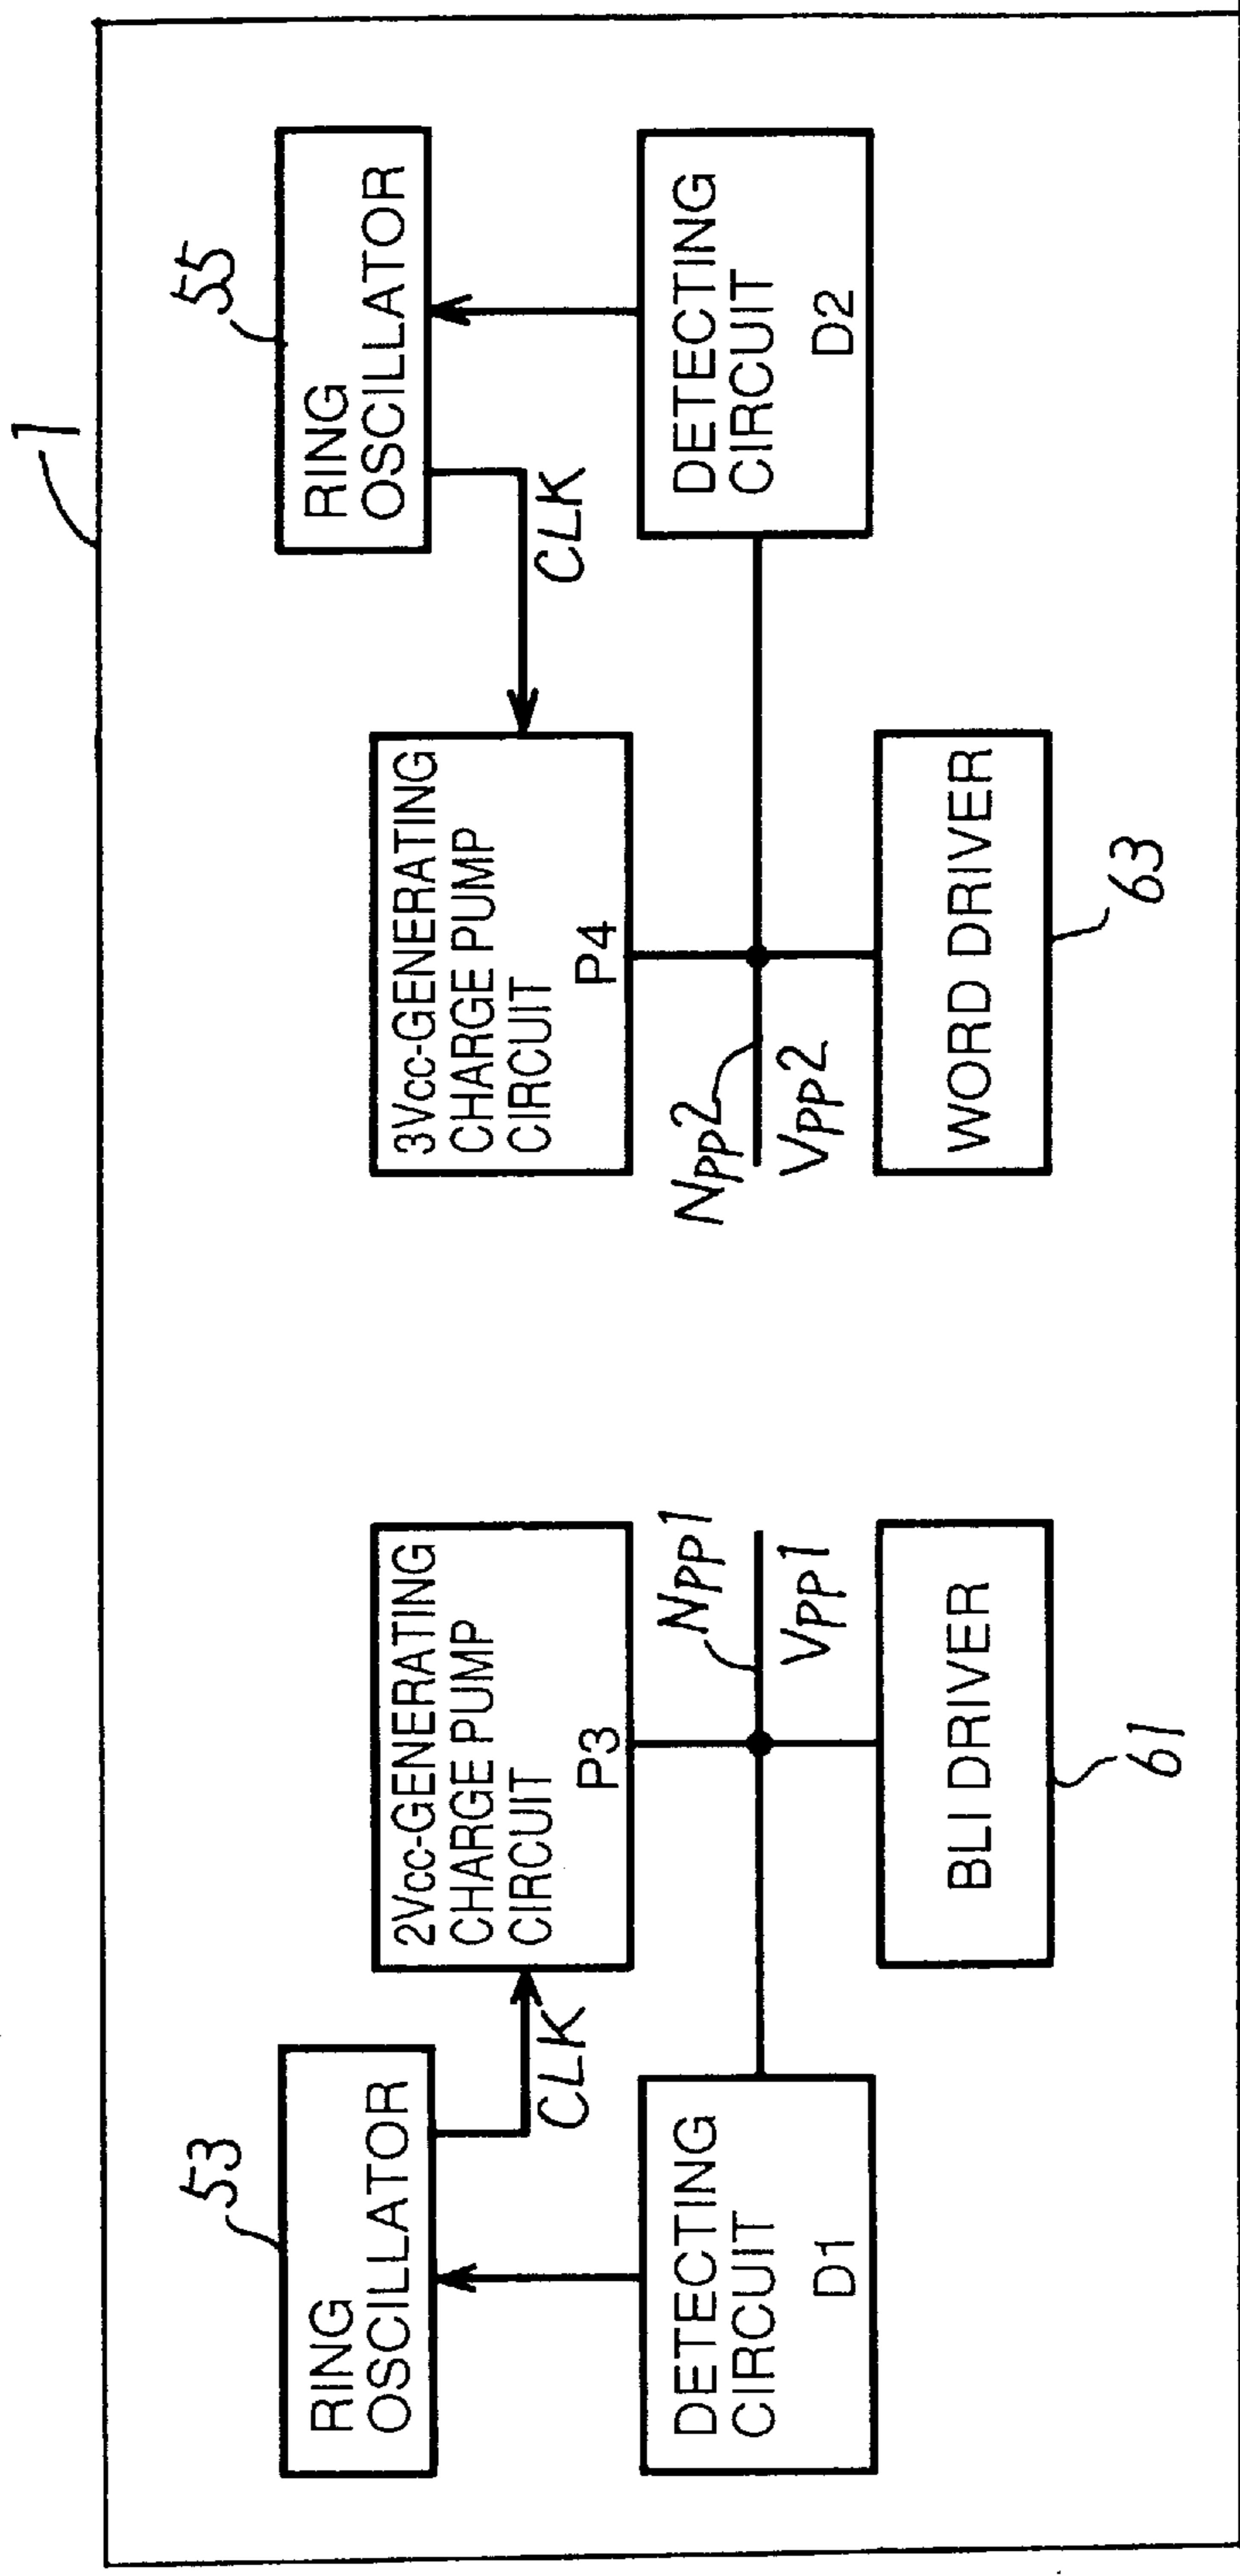 1
53
RING
OSCILLATOR
CLK
2Vcc-GENERATING
CHARGE PUMP
CIRCUIT
P3
DETECTING
CIRCUIT
D1
NPP1
VPP1
BLI DRIVER
61
55
RING
OSCILLATOR
CLK
3Vcc-GENERATING
CHARGE PUMP
CIRCUIT
P4
DETECTING
CIRCUIT
D2
NPP2
VPP2
WORD DRIVER
63